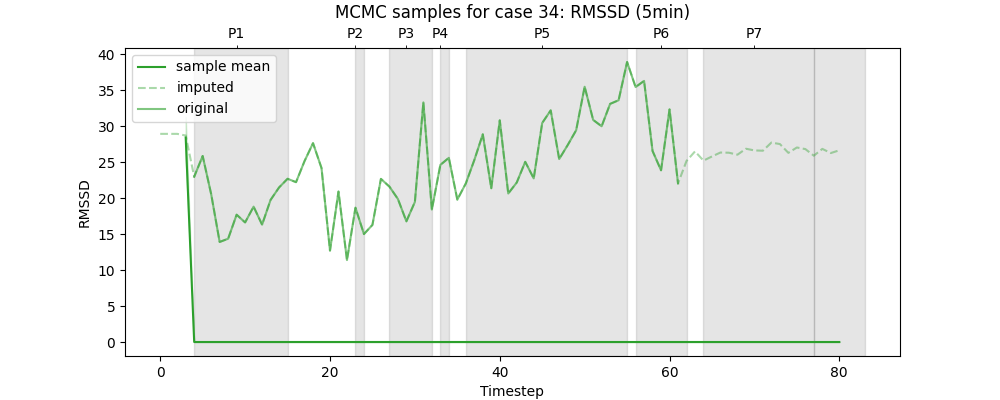 MCMC samples for case 34: RMSSD (5min)
P1 P2 P3 P4 P5 P6 P7
sample mean
imputed
original
40
35
30
25
20
15
10
5
0
RMSSD
0 20 40 60 80
Timestep